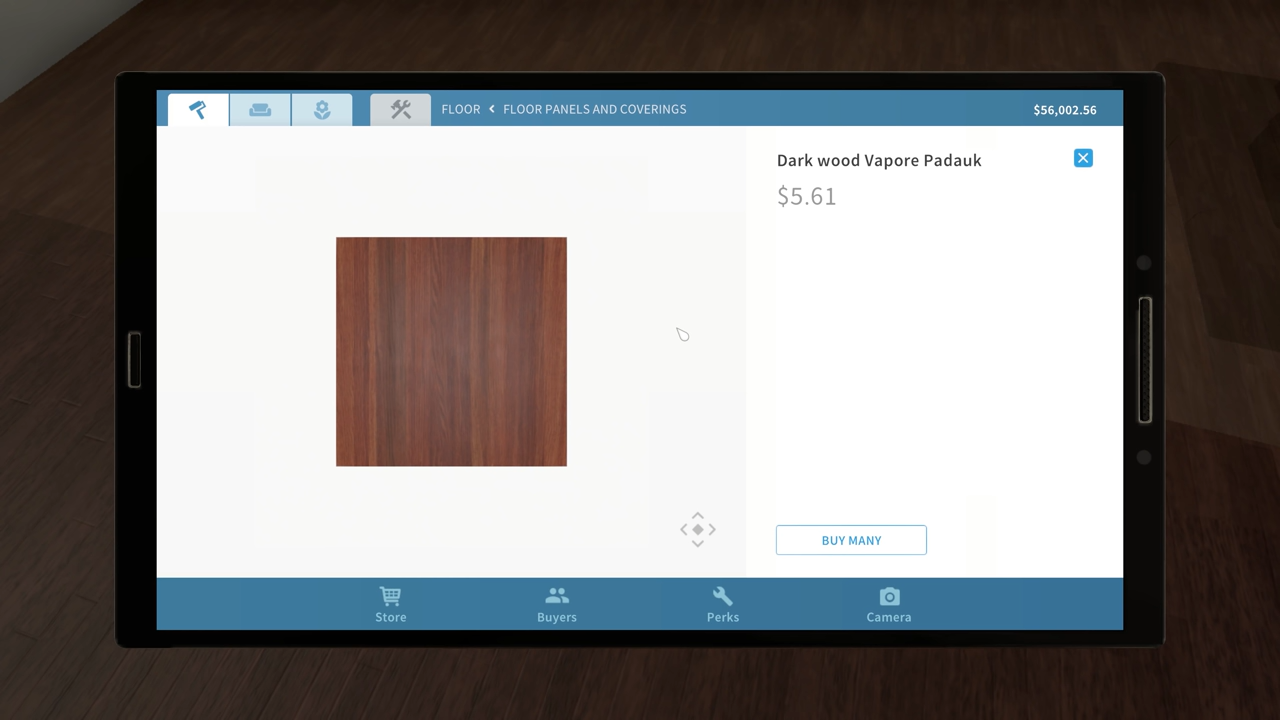 FLOOR < FLOOR PANELS AND COVERINGS
$56,002.56
Dark wood Vapore Padauk
$5.61
BUY MANY
Store
Buyers
Perks
Camera